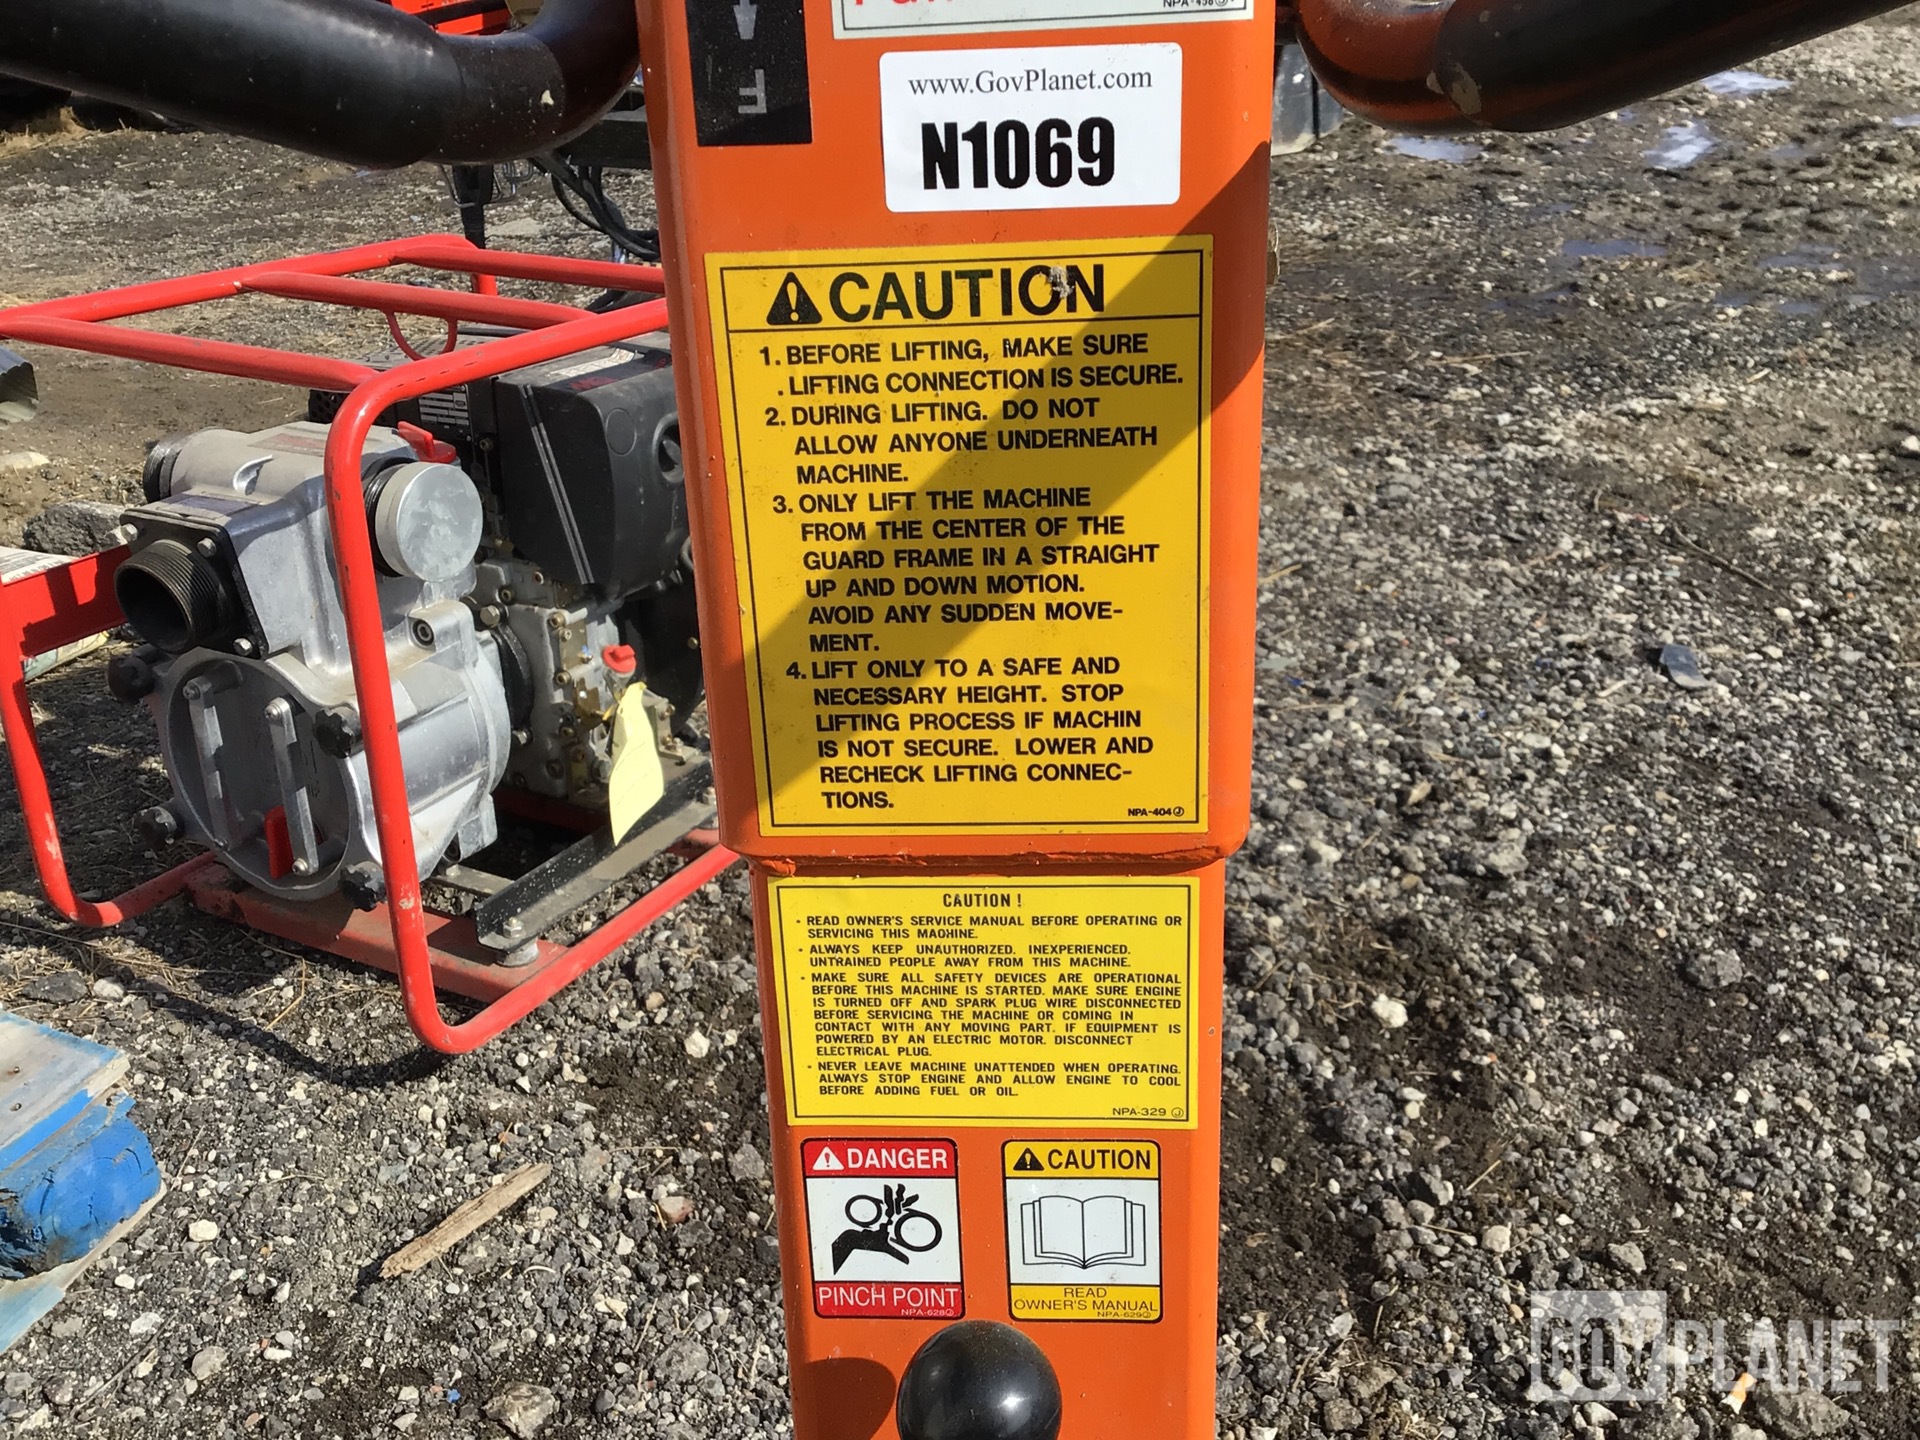 NPA-458
F
www.GovPlanet.com
N1069
CAUTION
1. BEFORE LIFTING, MAKE SURE
. LIFTING CONNECTION IS SECURE.
2. DURING LIFTING. DO NOT
ALLOW ANYONE UNDERNEATH
MACHINE.
3. ONLY LIFT THE MACHINE
FROM THE CENTER OF THE
GUARD FRAME IN A STRAIGHT
UP AND DOWN MOTION.
AVOID ANY SUDDEN MOVE-
MENT.
4. LIFT ONLY TO A SAFE AND
NECESSARY HEIGHT. STOP
LIFTING PROCESS IF MACHIN
IS NOT SECURE. LOWER AND
RECHECK LIFTING CONNEC-
TIONS.
NPA-404 J
CAUTION !
• READ OWNER'S SERVICE MANUAL BEFORE OPERATING OR
SERVICING THIS MACHINE.
• ALWAYS KEEP UNAUTHORIZED, INEXPERIENCED,
UNTRAINED PEOPLE AWAY FROM THIS MACHINE.
• MAKE SURE ALL SAFETY DEVICES ARE OPERATIONAL
BEFORE THIS MACHINE IS STARTED. MAKE SURE ENGINE
IS TURNED OFF AND SPARK PLUG WIRE DISCONNECTED
BEFORE SERVICING THE MACHINE OR COMING IN
CONTACT WITH ANY MOVING PART. IF EQUIPMENT IS
POWERED BY AN ELECTRIC MOTOR, DISCONNECT
ELECTRICAL PLUG.
• NEVER LEAVE MACHINE UNATTENDED WHEN OPERATING.
ALWAYS STOP ENGINE AND ALLOW ENGINE TO COOL
BEFORE ADDING FUEL OR OIL.
NPA-329 J
DANGER
PINCH POINT
NPA-628 J
CAUTION
READ
OWNER'S MANUAL
NPA-629 J
GOVPLANET